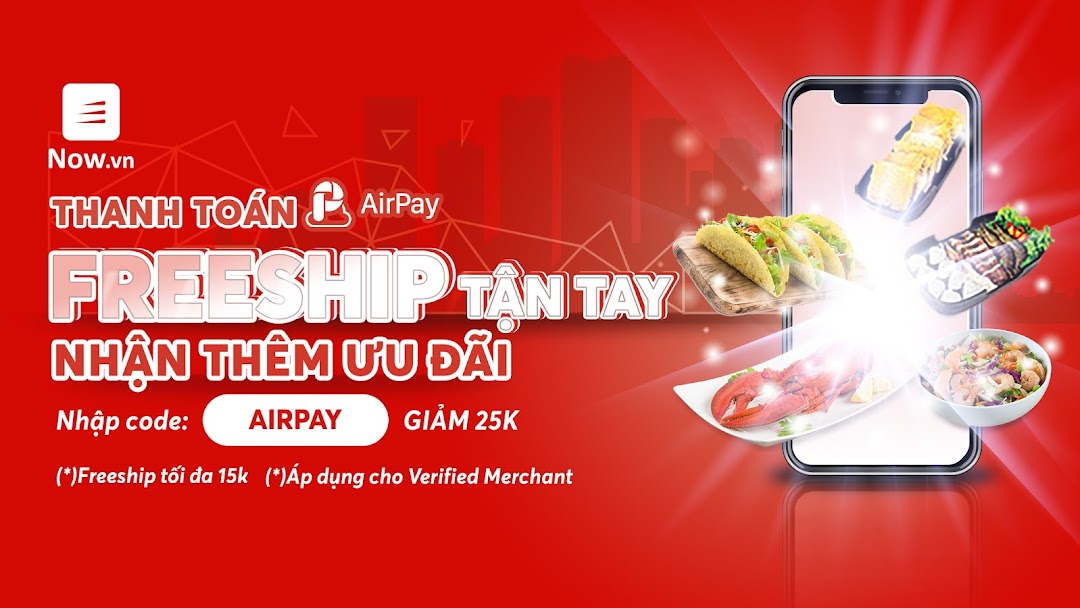 Now.vn
THANH TOÁN AirPay
FREESHIP TẬN TAY
NHẬN THÊM ƯU ĐÃI
Nhập code: AIRPAY GIẢM 25K
(*)Freeship tối đa 15k (*)Áp dụng cho Verified Merchant